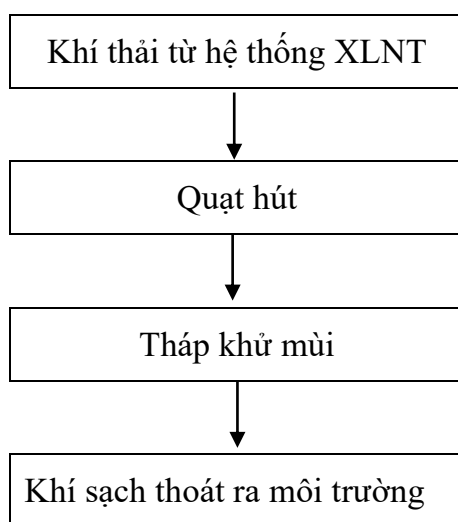 Khí thải từ hệ thống XLNT
Quạt hút
Tháp khử mùi
Khí sạch thoát ra môi trường